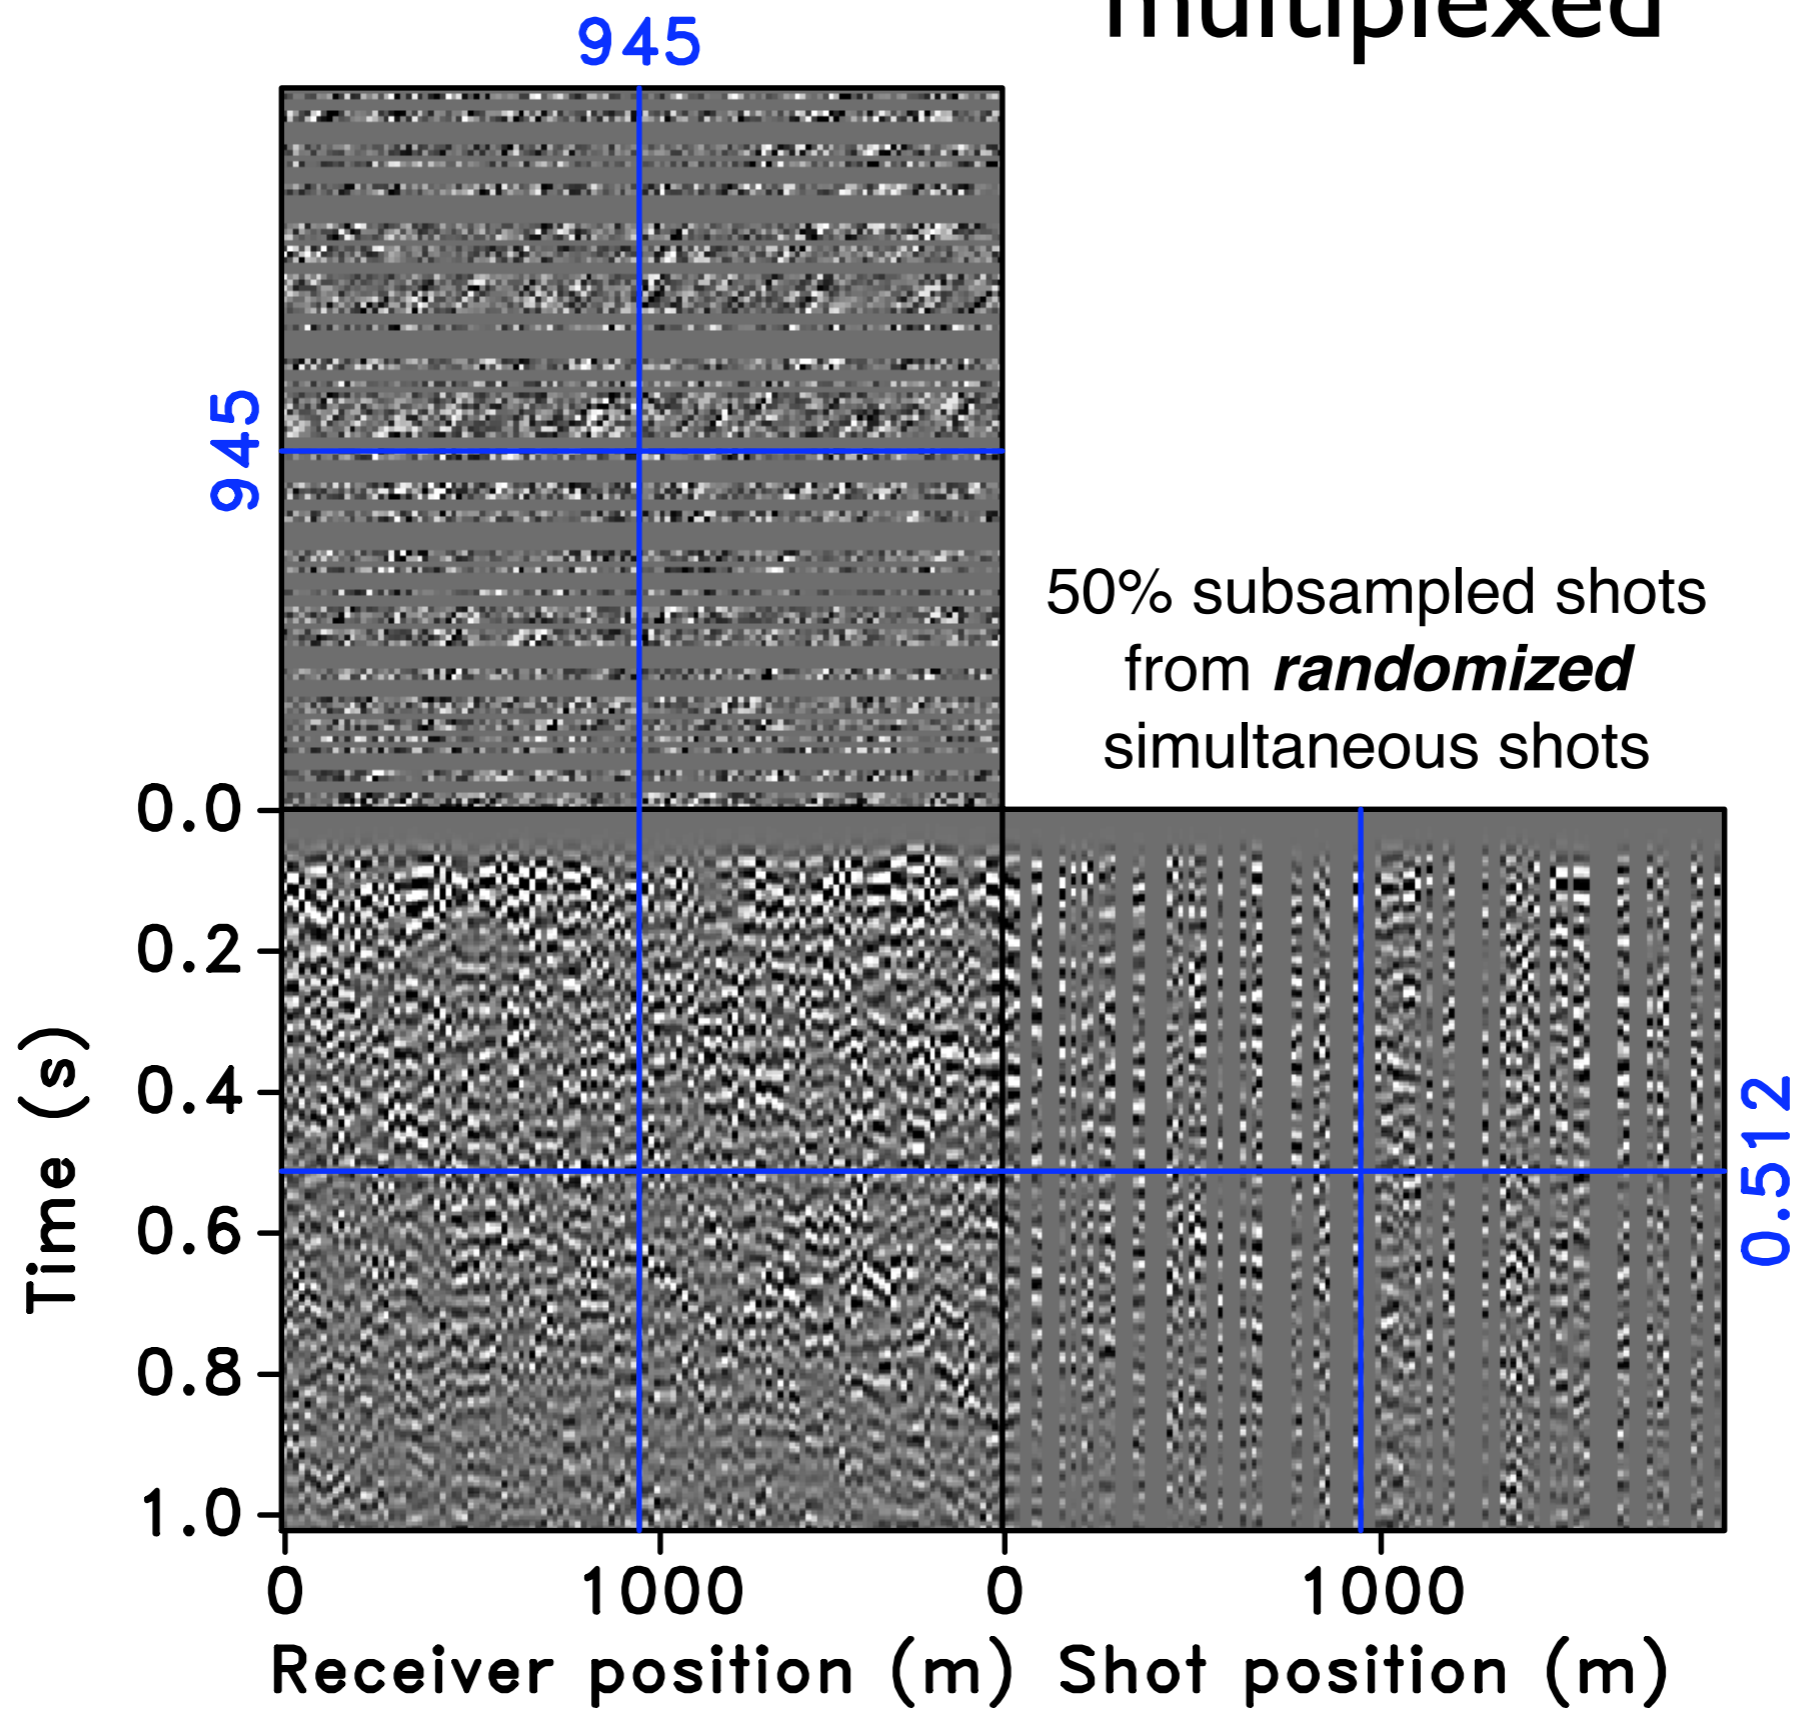 multiplexed
945
945
50% subsampled shots
from randomized
simultaneous shots
0.0
0.2
0.4
0.6
0.8
1.0
Time (s)
0.512
0 1000 0 1000
Receiver position (m) Shot position (m)